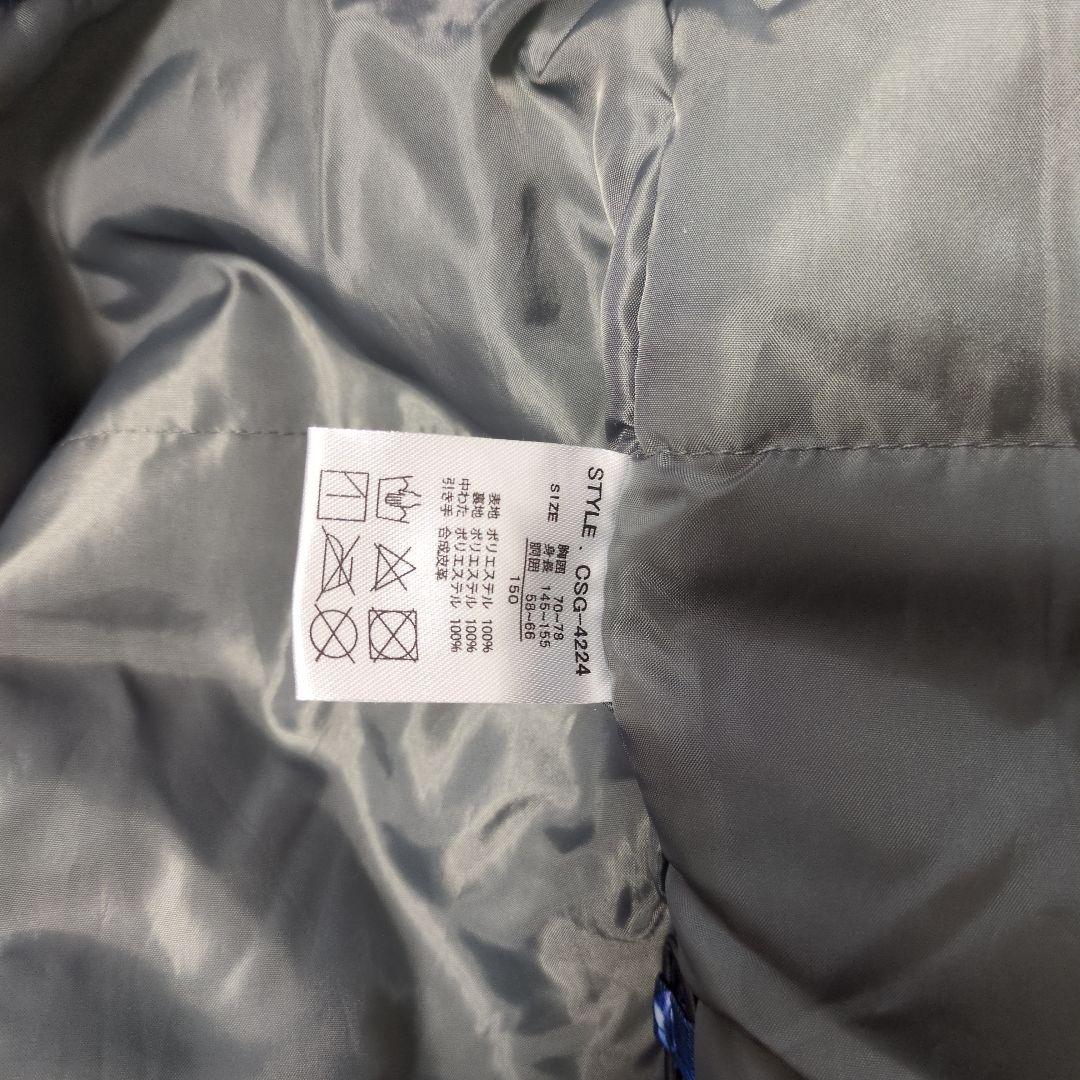 STYLE . CSG-4224
SIZE 胸囲 70~78
身長 145~155
胴囲 58~66
150
表地 ポリエステル 100%
裏地 ポリエステル 100%
中わた ポリエステル 100%
引き手 合成皮革